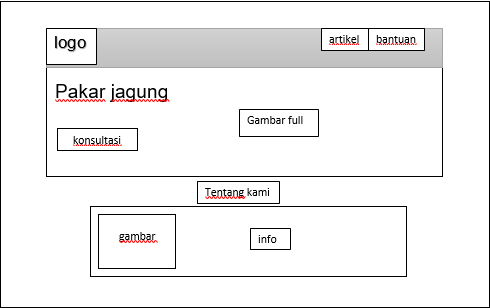 logo
artikel
bantuan
Pakar jagung
Gambar full
konsultasi
Tentang kami
gambar
info